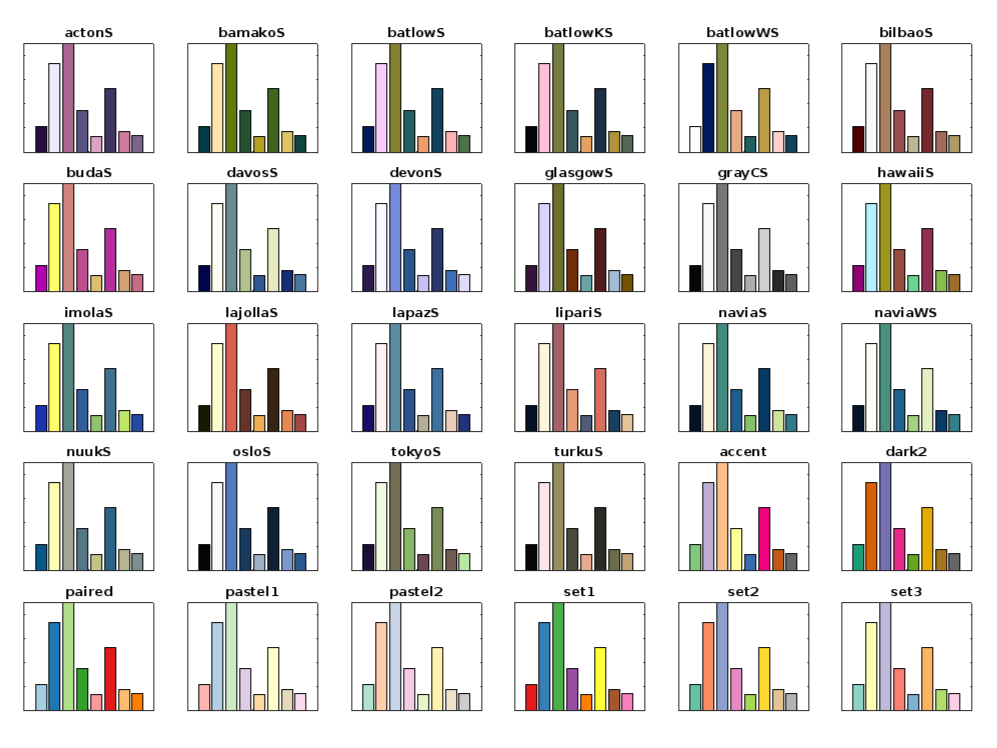 actonS bamakoS batlowS batlowKS batlowWS bilbaoS
budaS davosS devonS glasgowS grayCS hawaiiS
imolaS lajollaS lapazS lipariS naviaS naviaWS
nuukS osloS tokyoS turkuS accent dark2
paired pastel1 pastel2 set1 set2 set3